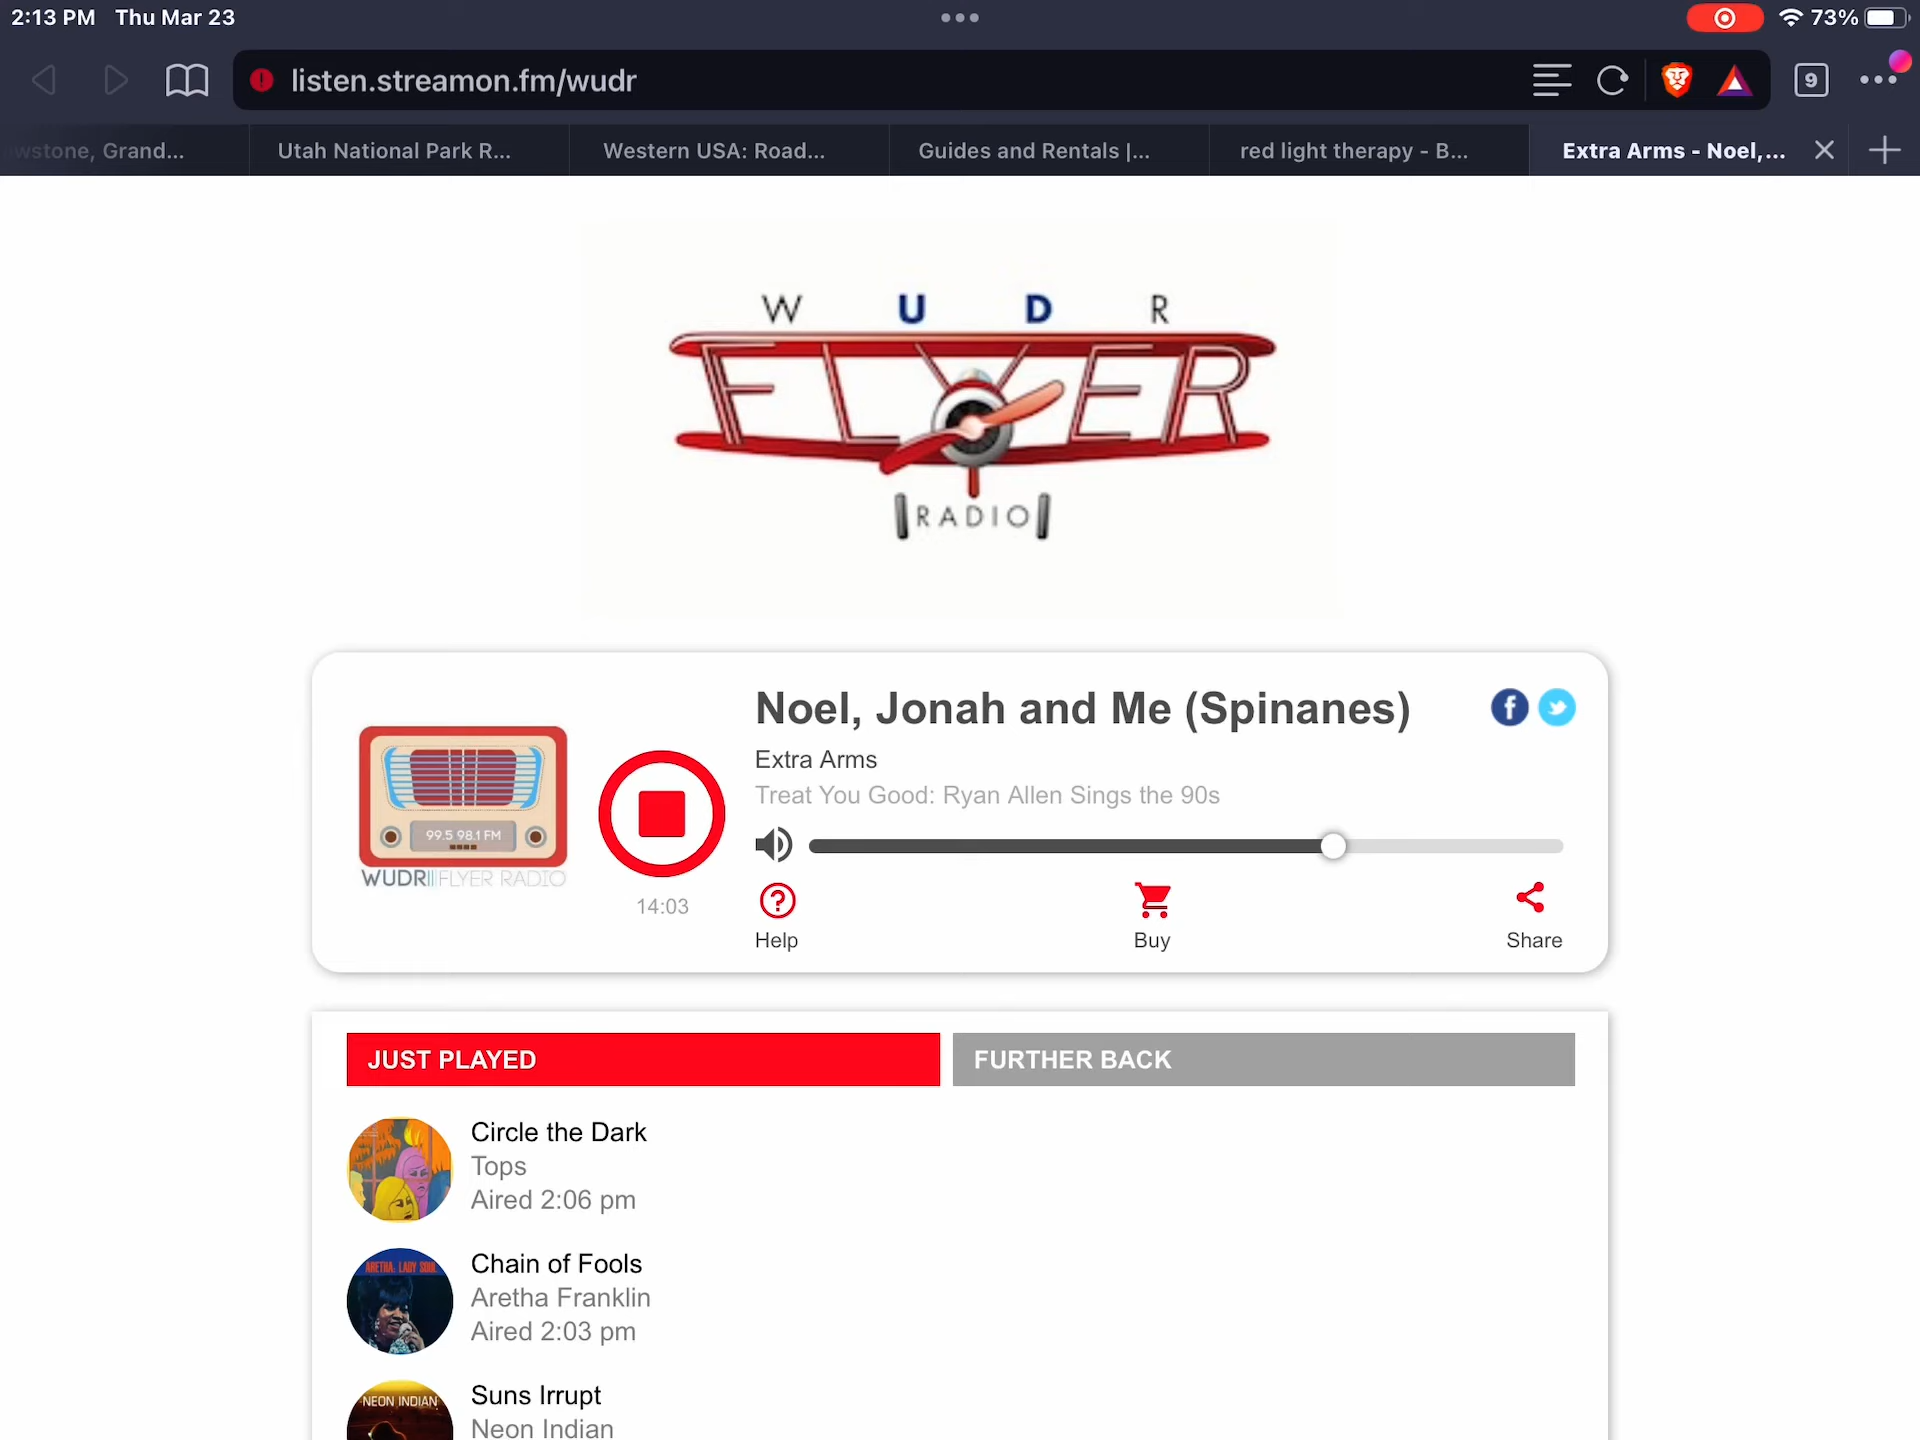 2:13 PM Thu Mar 23
73%
listen.streamon.fm/wudr
9
wstone, Grand...
Utah National Park R...
Western USA: Road...
Guides and Rentals |...
red light therapy - B...
Extra Arms - Noel,...
W U D R
FLYER
RADIO
Noel, Jonah and Me (Spinanes)
Extra Arms
Treat You Good: Ryan Allen Sings the 90s
99.5 98.1 FM
WUDR FLYER RADIO
14:03
Help
Buy
Share
JUST PLAYED
FURTHER BACK
Circle the Dark
Tops
Aired 2:06 pm
ARETHA: LADY SOUL
Chain of Fools
Aretha Franklin
Aired 2:03 pm
NEON INDIAN
Suns Irrupt
Neon Indian